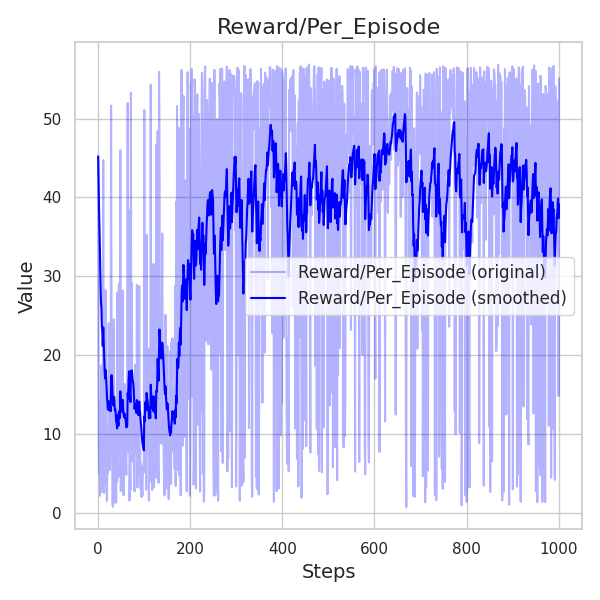 Reward/Per_Episode
Value
50
40
30
20
10
0
Reward/Per_Episode (original)
Reward/Per_Episode (smoothed)
0 200 400 600 800 1000
Steps